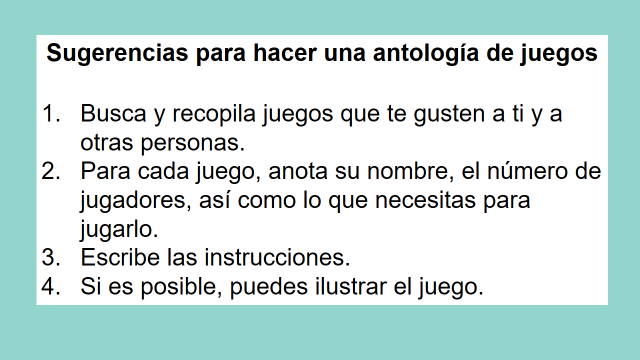 Sugerencias para hacer una antología de juegos
1. Busca y recopila juegos que te gusten a ti y a
otras personas.
2. Para cada juego, anota su nombre, el número de
jugadores, así como lo que necesitas para
jugarlo.
3. Escribe las instrucciones.
4. Si es posible, puedes ilustrar el juego.